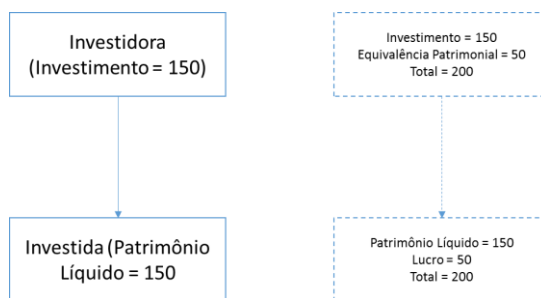 Investidora
(Investimento = 150)
Investimento = 150
Equivalência Patrimonial = 50
Total = 200
Investida (Patrimônio
Líquido = 150
Patrimônio Líquido = 150
Lucro = 50
Total = 200